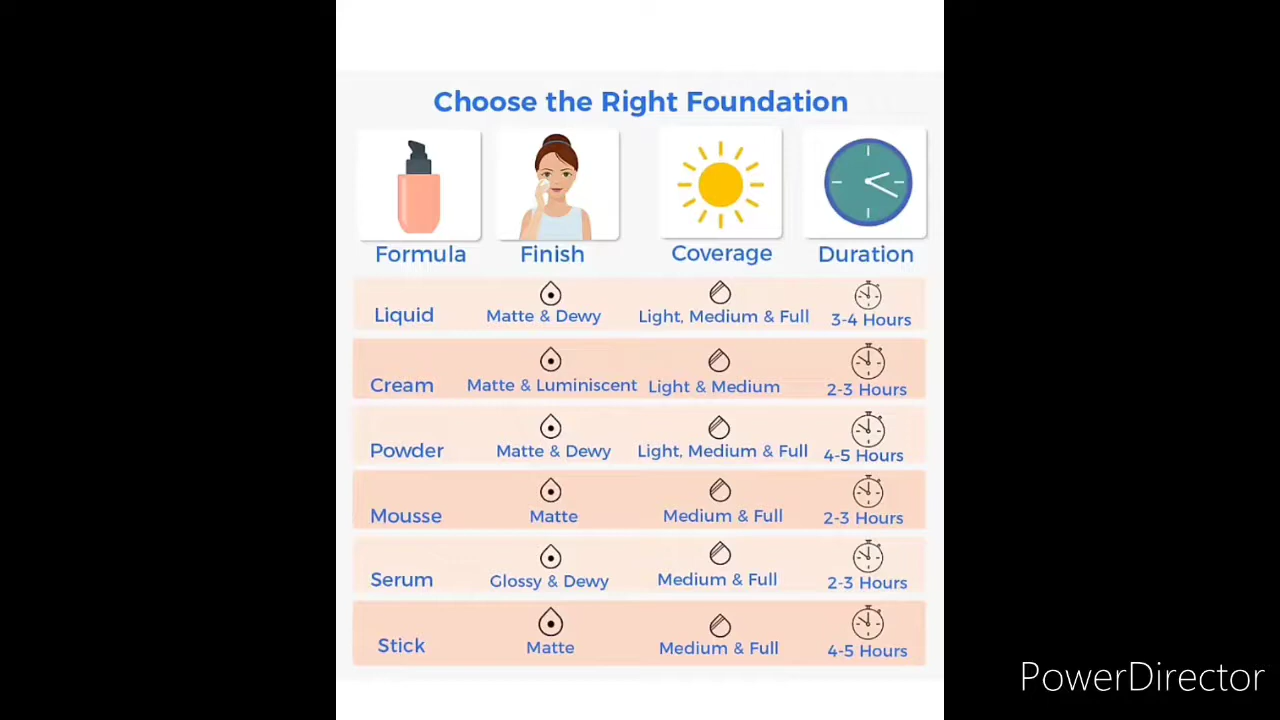 Choose the Right Foundation
Formula Finish Coverage Duration
Liquid Matte & Dewy Light, Medium & Full 3-4 Hours
Cream Matte & Luminiscent Light & Medium 2-3 Hours
Powder Matte & Dewy Light, Medium & Full 4-5 Hours
Mousse Matte Medium & Full 2-3 Hours
Serum Glossy & Dewy Medium & Full 2-3 Hours
Stick Matte Medium & Full 4-5 Hours
PowerDirector